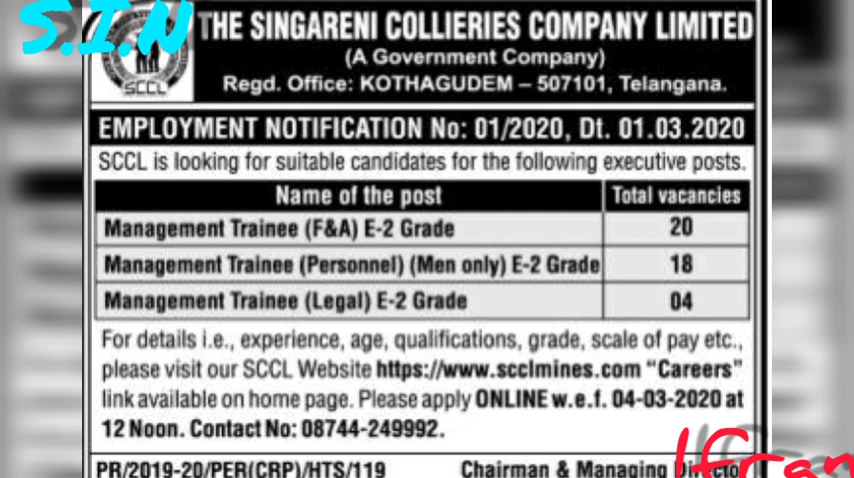 S.I.N
THE SINGARENI COLLIERIES COMPANY LIMITED
(A Government Company)
Regd. Office: KOTHAGUDEM – 507101, Telangana.
SCCL
EMPLOYMENT NOTIFICATION No: 01/2020, Dt. 01.03.2020
SCCL is looking for suitable candidates for the following executive posts.
Name of the post Total vacancies
Management Trainee (F&A) E-2 Grade 20
Management Trainee (Personnel) (Men only) E-2 Grade 18
Management Trainee (Legal) E-2 Grade 04
For details i.e., experience, age, qualifications, grade, scale of pay etc.,
please visit our SCCL Website https://www.scclmines.com “Careers”
link available on home page. Please apply ONLINE w.e.f. 04-03-2020 at
12 Noon. Contact No: 08744-249992.
PR/2019-20/PER(CRP)/HTS/119 Chairman & Managing Director
Ifran